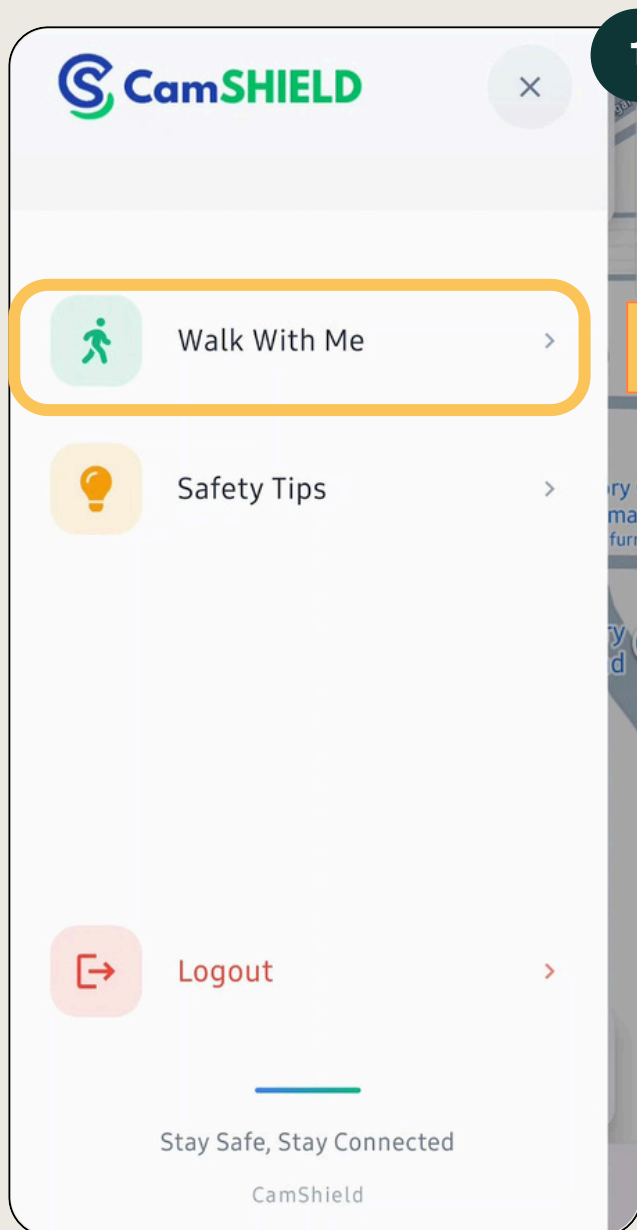 CamSHIELD
Walk With Me
Safety Tips
Logout
Stay Safe, Stay Connected
CamShield